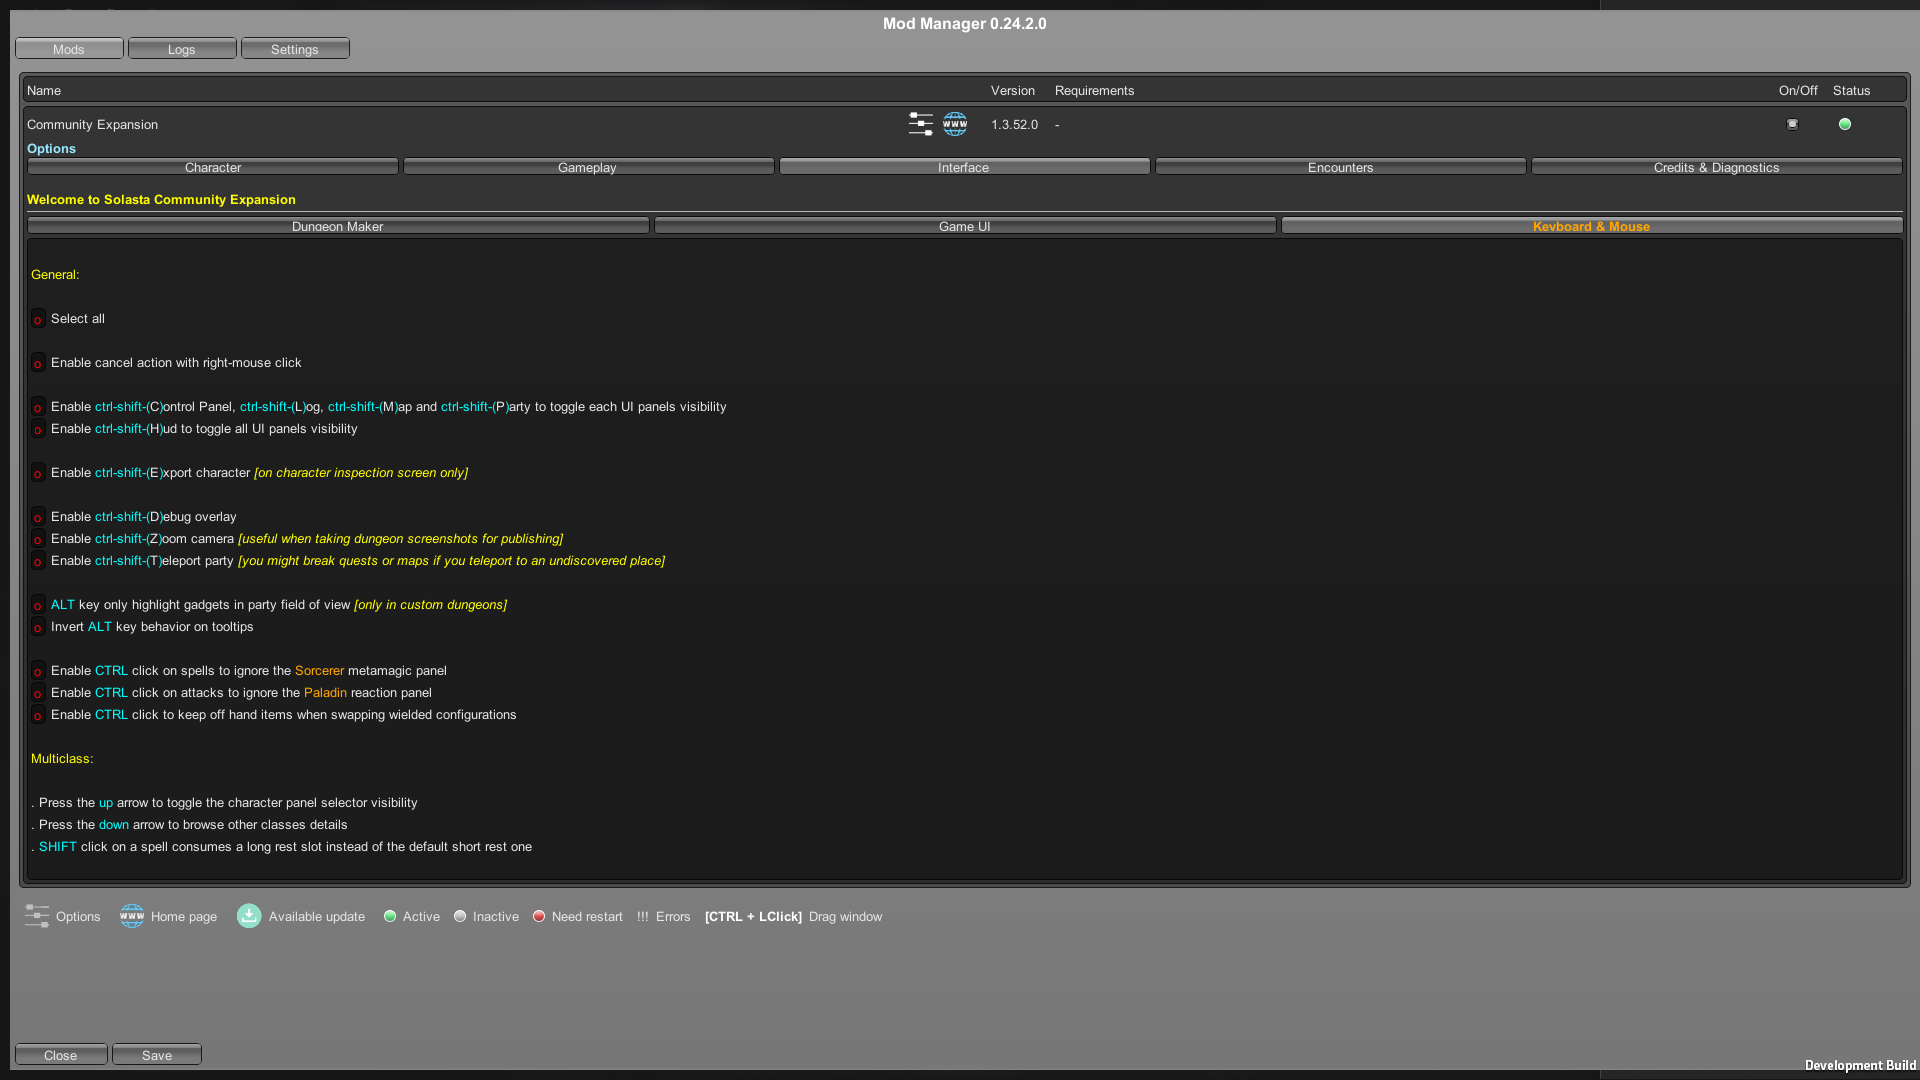 Mod Manager 0.24.2.0
Mods Logs Settings
Name Version Requirements On/Off Status
Community Expansion www 1.3.52.0 -
Options
Character Gameplay Interface Encounters Credits & Diagnostics
Welcome to Solasta Community Expansion
Dungeon Maker Game UI Keyboard & Mouse
General:
o Select all
o Enable cancel action with right-mouse click
o Enable ctrl-shift-(C)ontrol Panel, ctrl-shift-(L)og, ctrl-shift-(M)ap and ctrl-shift-(P)arty to toggle each UI panels visibility
o Enable ctrl-shift-(H)ud to toggle all UI panels visibility
o Enable ctrl-shift-(E)xport character [on character inspection screen only]
o Enable ctrl-shift-(D)ebug overlay
o Enable ctrl-shift-(Z)oom camera [useful when taking dungeon screenshots for publishing]
o Enable ctrl-shift-(T)eleport party [you might break quests or maps if you teleport to an undiscovered place]
o ALT key only highlight gadgets in party field of view [only in custom dungeons]
o Invert ALT key behavior on tooltips
o Enable CTRL click on spells to ignore the Sorcerer metamagic panel
o Enable CTRL click on attacks to ignore the Paladin reaction panel
o Enable CTRL click to keep off hand items when swapping wielded configurations
Multiclass:
. Press the up arrow to toggle the character panel selector visibility
. Press the down arrow to browse other classes details
. SHIFT click on a spell consumes a long rest slot instead of the default short rest one
Options www Home page Available update Active Inactive Need restart !!! Errors [CTRL + LClick] Drag window
Close Save
Development Build